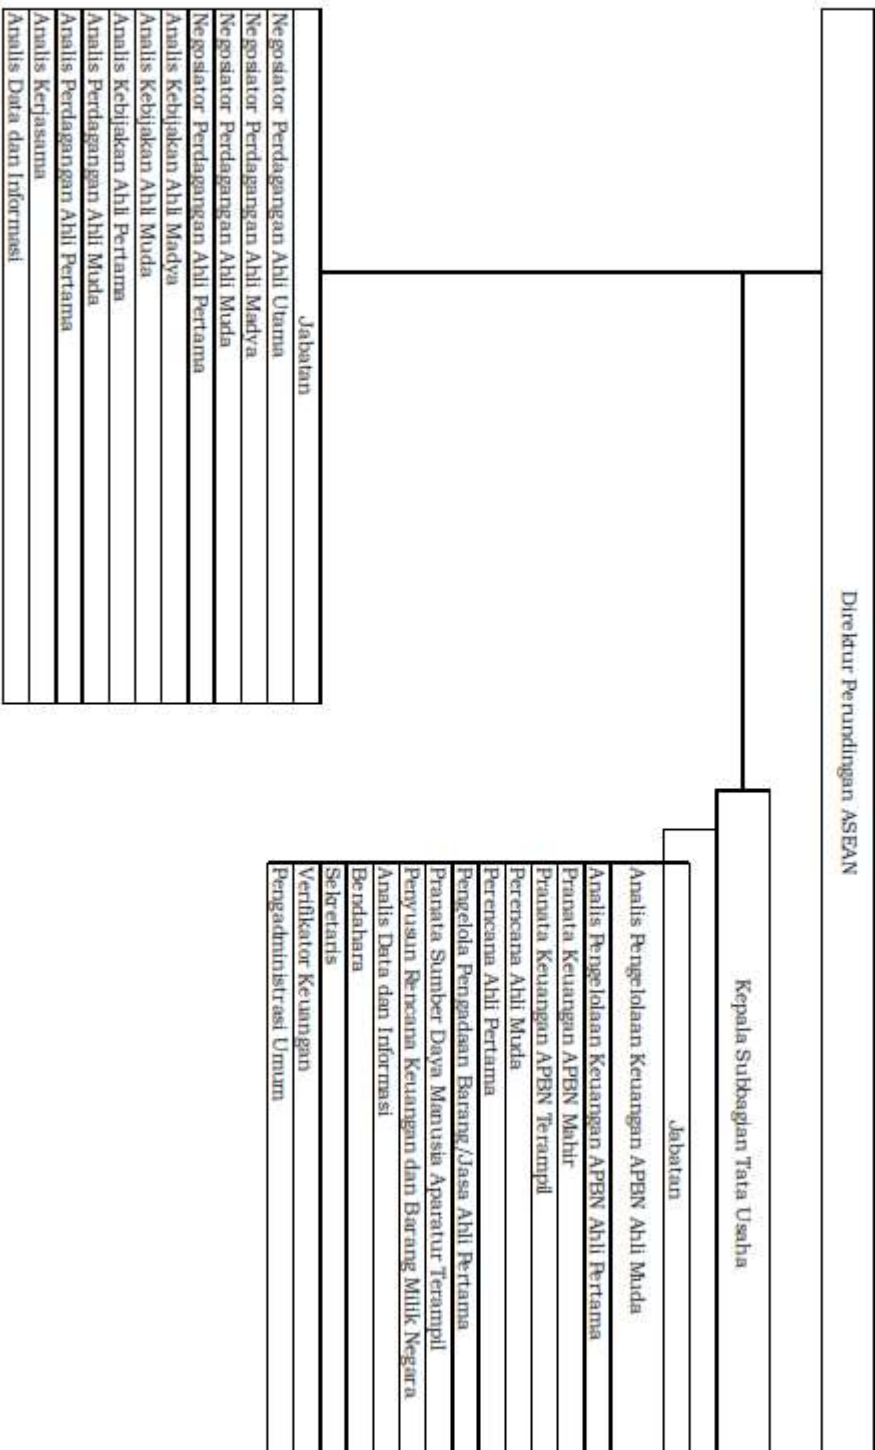 Direktur Perundingan ASEAN
Kepala Subbagian Tata Usaha
Jabatan
Analis Pengelolaan Keuangan APBN Ahli Muda
Analis Pengelolaan Keuangan APBN Ahli Pertama
Pranata Keuangan APBN Mahir
Pranata Keuangan APBN Terampil
Perencana Ahli Muda
Perencana Ahli Pertama
Pengelola Pengadaan Barang/Jasa Ahli Pertama
Pranata Sumber Daya Manusia Aparatur Terampil
Penyusun Rencana Keuangan dan Barang Milik Negara
Analis Data dan Informasi
Bendahara
Sekretaris
Verifikator Keuangan
Pengadministrasi Umum
Jabatan
Negosiator Perdagangan Ahli Utama
Negosiator Perdagangan Ahli Madya
Negosiator Perdagangan Ahli Muda
Negosiator Perdagangan Ahli Pertama
Analis Kebijakan Ahli Madya
Analis Kebijakan Ahli Muda
Analis Kebijakan Ahli Pertama
Analis Perdagangan Ahli Muda
Analis Perdagangan Ahli Pertama
Analis Kerjasama
Analis Data dan Informasi